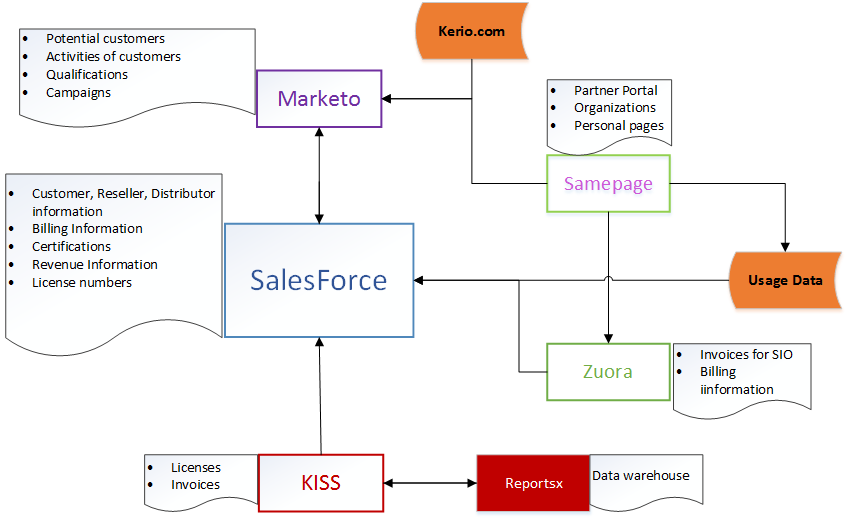 Kerio.com
Potential customers
Activities of customers
Qualifications
Campaigns
Marketo
Partner Portal
Organizations
Personal pages
Samepage
Customer, Reseller, Distributor
information
Billing Information
Certifications
Revenue Information
License numbers
SalesForce
Usage Data
Zuora
Invoices for SIO
Billing
iinformation
Licenses
Invoices
KISS
Reportsx
Data warehouse